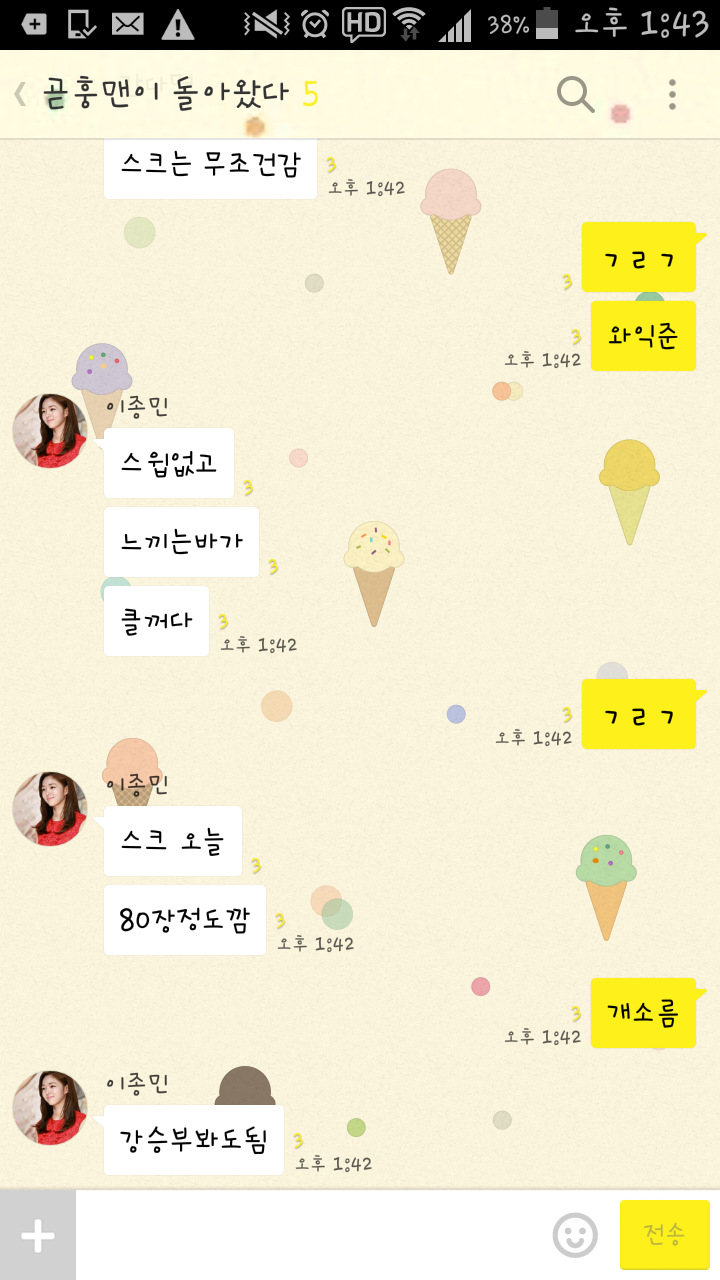 HD 38% 오후 1:43
곧훙맨이 돌아왔다 5
스크는 무조건감
3
오후 1:42
ㄱㄹㄱ
3
와익준
3
오후 1:42
이종민
스윕없고
3
느끼는바가
3
클꺼다
3
오후 1:42
ㄱㄹㄱ
3
오후 1:42
이종민
스크 오늘
3
80장정도깜
3
오후 1:42
개소름
3
오후 1:42
이종민
강승부봐도됨
3
오후 1:42
전송